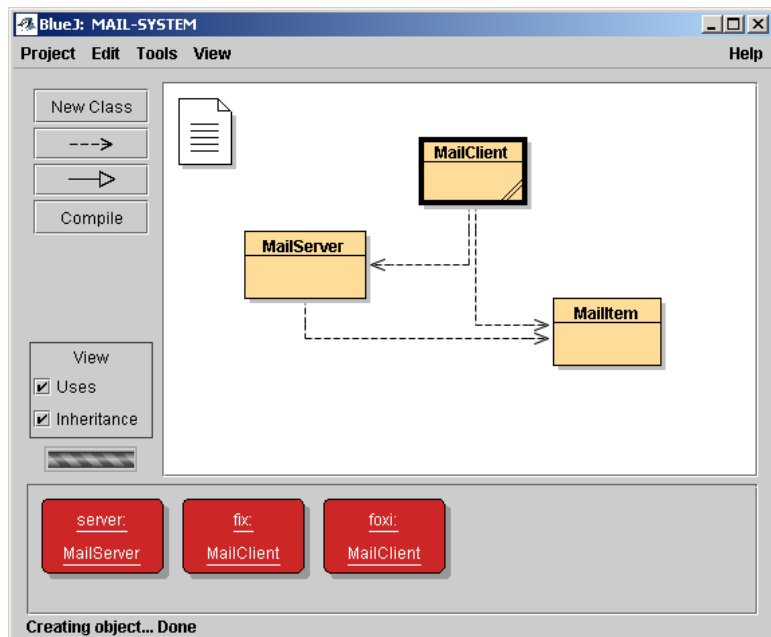 BlueJ: MAIL-SYSTEM
Project Edit Tools View Help
New Class
Compile
View
Uses
Inheritance
MailClient
MailServer
MailItem
server:
MailServer
fix:
MailClient
foxi:
MailClient
Creating object... Done